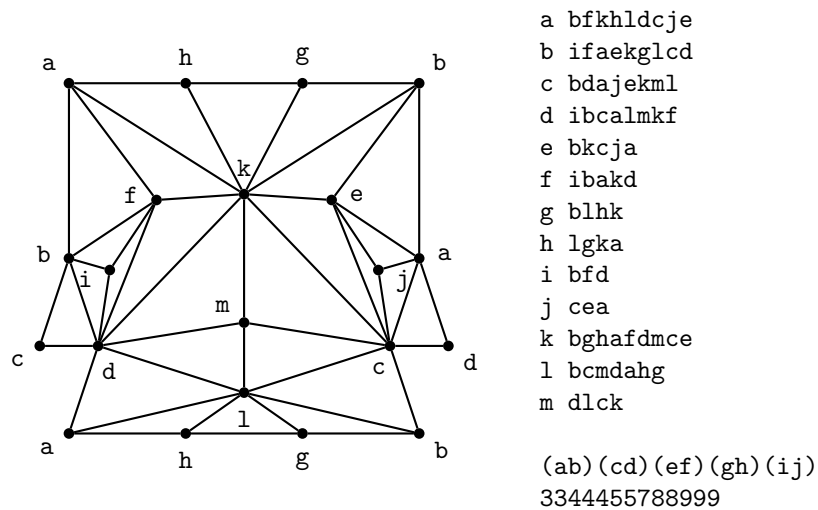 a h g b
k
f e
b i j a
m
c d c d
l
a h g b
a bfkhldcje
b ifaekglcd
c bdajekml
d ibcalmkf
e bkcja
f ibakd
g blhk
h lgka
i bfd
j cea
k bghafdmce
l bcmdahg
m dlck
(ab)(cd)(ef)(gh)(ij)
3344455788999